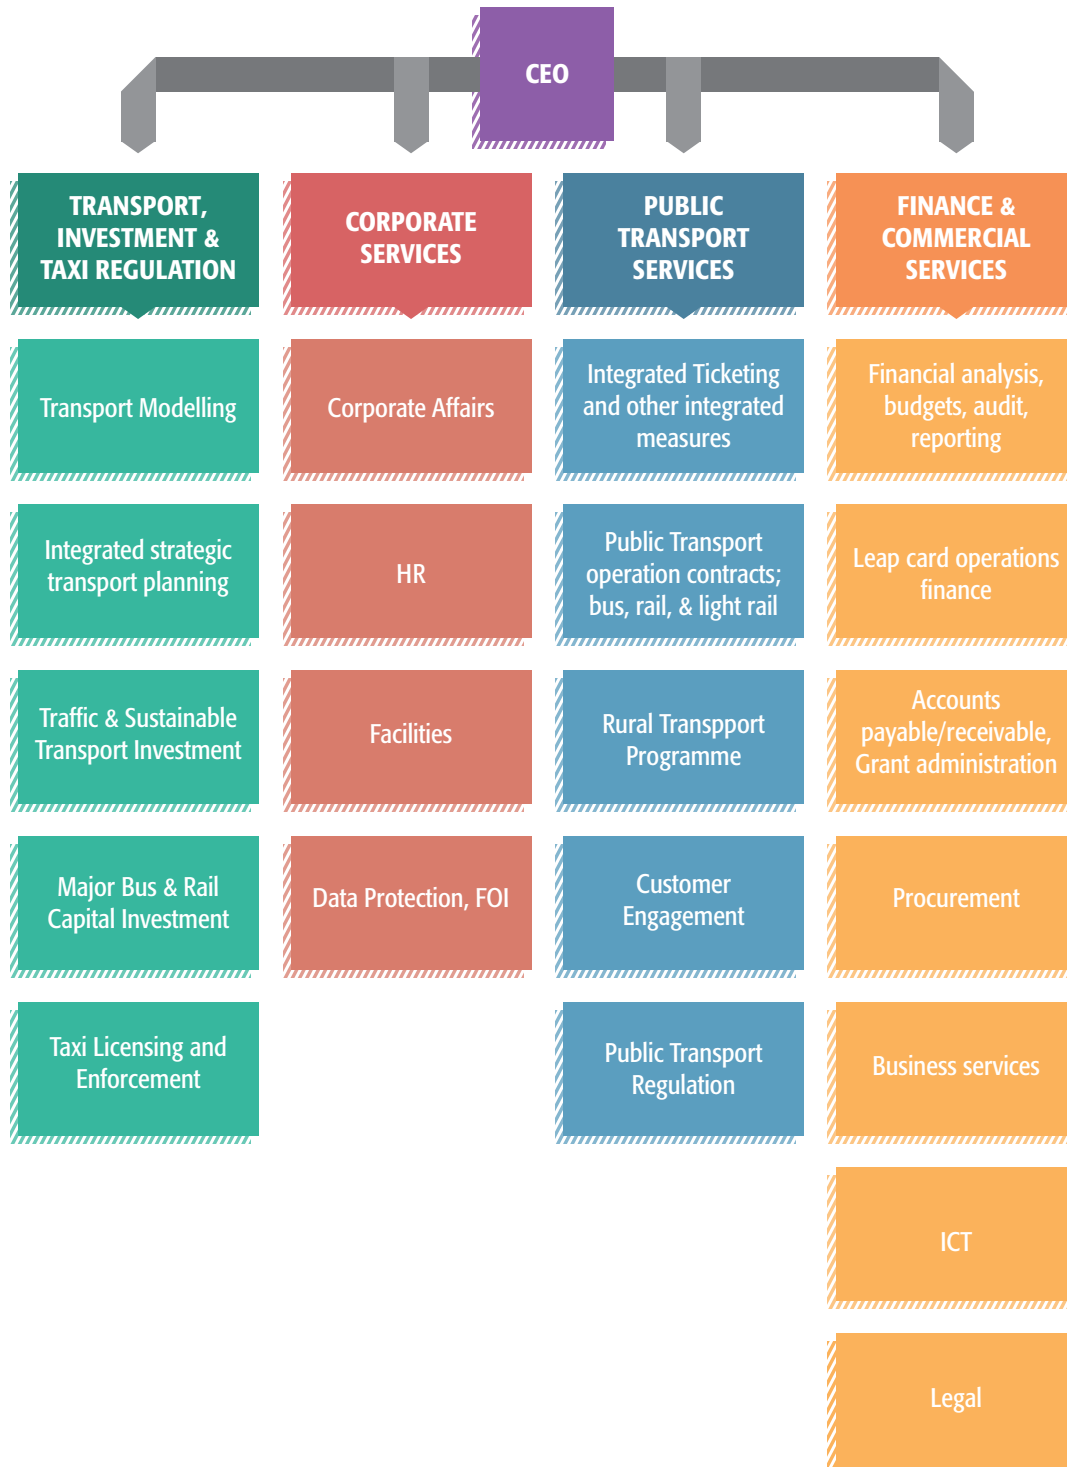 CEO
TRANSPORT,
INVESTMENT &
TAXI REGULATION
Transport Modelling
Integrated strategic
transport planning
Traffic & Sustainable
Transport Investment
Major Bus & Rail
Capital Investment
Taxi Licensing and
Enforcement
CORPORATE
SERVICES
Corporate Affairs
HR
Facilities
Data Protection, FOI
PUBLIC
TRANSPORT
SERVICES
Integrated Ticketing
and other integrated
measures
Public Transport
operation contracts;
bus, rail, & light rail
Rural Transpport
Programme
Customer
Engagement
Public Transport
Regulation
FINANCE &
COMMERCIAL
SERVICES
Financial analysis,
budgets, audit,
reporting
Leap card operations
finance
Accounts
payable/receivable,
Grant administration
Procurement
Business services
ICT
Legal